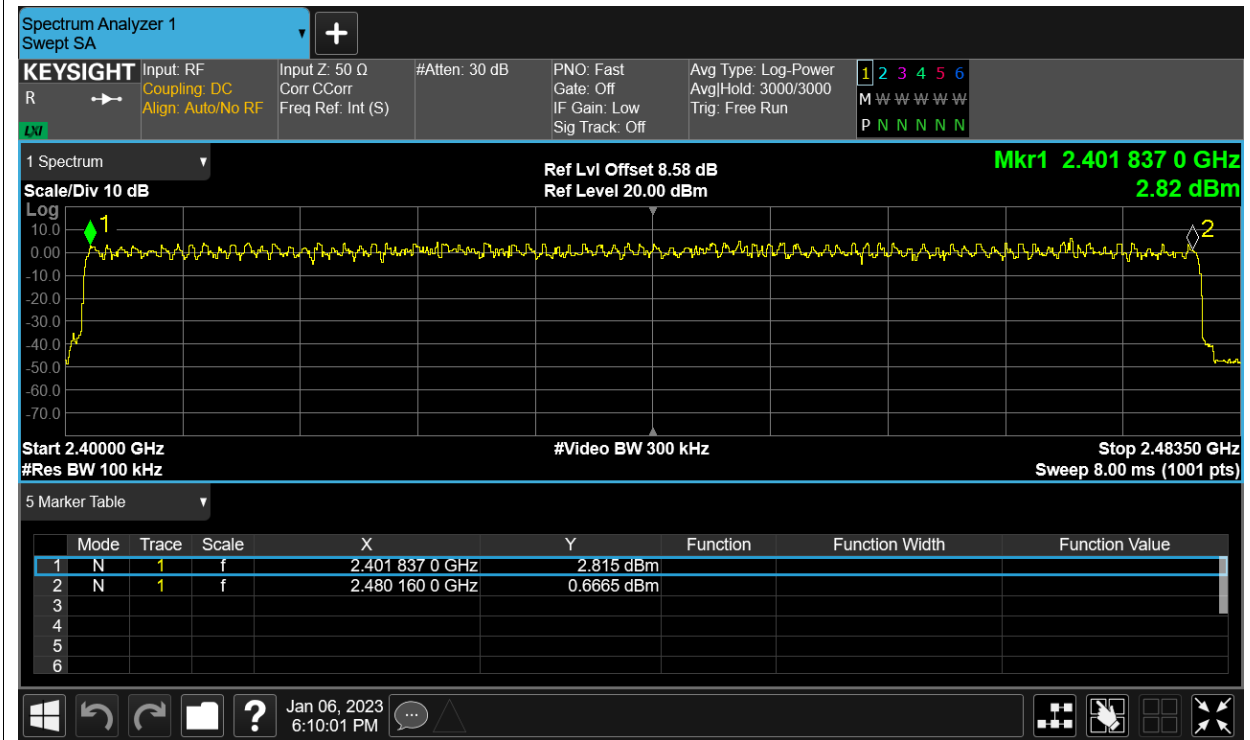 Spectrum Analyzer 1
Swept SA
KEYSIGHT
R
LXI
Input: RF
Coupling: DC
Align: Auto/No RF
Input Z: 50 Ω
Corr CCorr
Freq Ref: Int (S)
#Atten: 30 dB
PNO: Fast
Gate: Off
IF Gain: Low
Sig Track: Off
Avg Type: Log-Power
Avg|Hold: 3000/3000
Trig: Free Run
1 2 3 4 5 6
M W W W W W
P N N N N N
1 Spectrum
Scale/Div 10 dB
Ref Lvl Offset 8.58 dB
Ref Level 20.00 dBm
Mkr1 2.401 837 0 GHz
2.82 dBm
Log
10.0
0.00
-10.0
-20.0
-30.0
-40.0
-50.0
-60.0
-70.0
1
2
Start 2.40000 GHz
#Res BW 100 kHz
#Video BW 300 kHz
Stop 2.48350 GHz
Sweep 8.00 ms (1001 pts)
5 Marker Table
Mode Trace Scale X Y Function Function Width Function Value
1 N 1 f 2.401 837 0 GHz 2.815 dBm
2 N 1 f 2.480 160 0 GHz 0.6665 dBm
3
4
5
6
?
Jan 06, 2023
6:10:01 PM